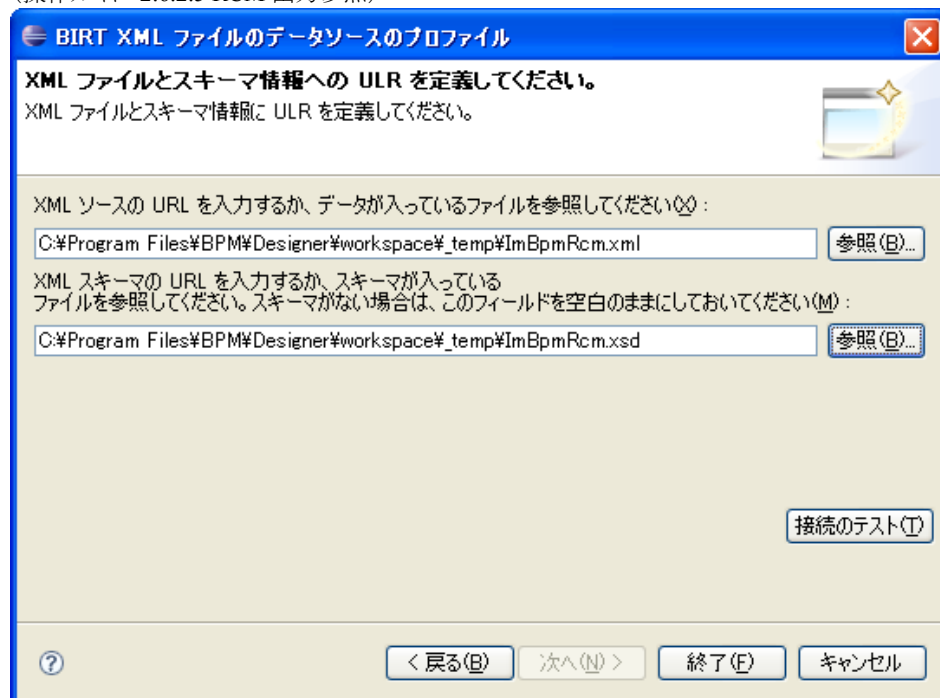 BIRT XML ファイルのデータソースのプロファイル
XML ファイルとスキーマ情報への ULR を定義してください。
XML ファイルとスキーマ情報に ULR を定義してください。
XML ソースの URL を入力するか、データが入っているファイルを参照してください(X) :
C:¥Program Files¥BPM¥Designer¥workspace¥_temp¥ImBpmRcm.xml
参照(B)...
XML スキーマの URL を入力するか、スキーマが入っている
ファイルを参照してください。スキーマがない場合は、このフィールドを空白のままにしておいてください(M) :
C:¥Program Files¥BPM¥Designer¥workspace¥_temp¥ImBpmRcm.xsd
参照(B)...
接続のテスト(T)
< 戻る(B)
次へ(N) >
終了(F)
キャンセル